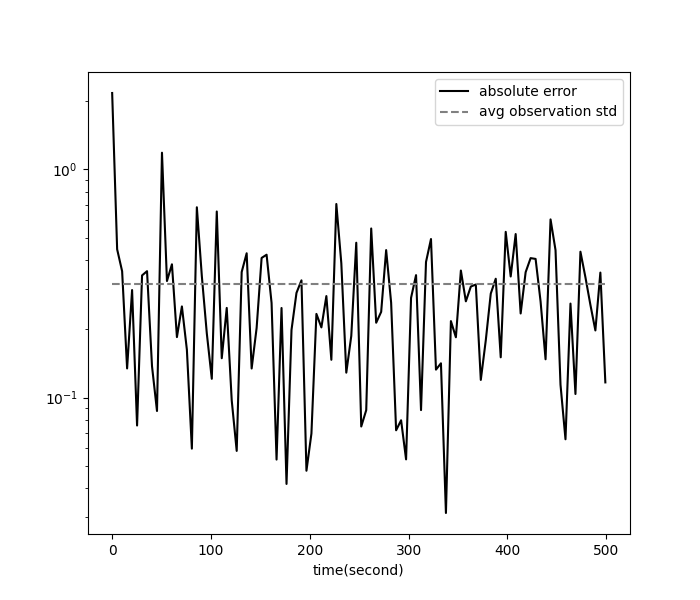 absolute error
avg observation std
10⁰
10⁻¹
0 100 200 300 400 500
time(second)